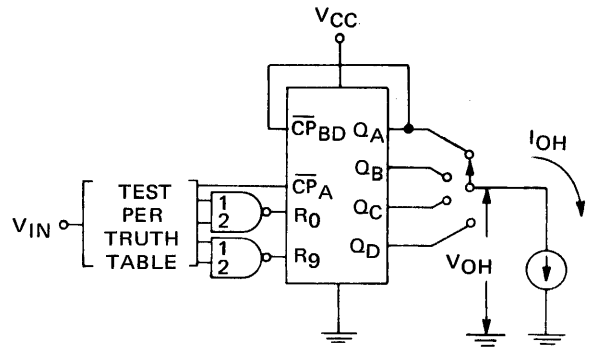 VCC
CPBD QA
IOH
QB
CPA
TEST
PER
TRUTH
TABLE
VIN
1
2
R0
QC
1
2
R9
QD
VOH